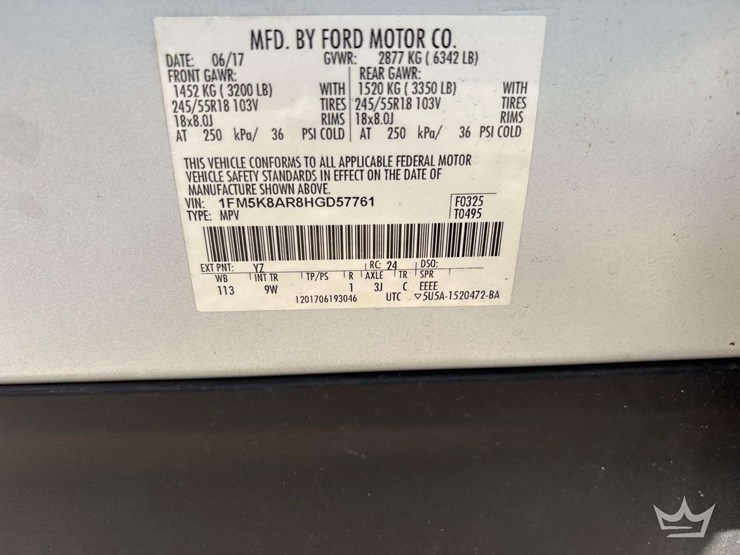 MFD. BY FORD MOTOR CO.
DATE: 06/17 GVWR: 2877 KG ( 6342 LB)
FRONT GAWR: REAR GAWR:
1452 KG ( 3200 LB) WITH 1520 KG ( 3350 LB) WITH
245/55R18 103V TIRES 245/55R18 103V TIRES
18x8.0J RIMS 18x8.0J RIMS
AT 250 kPa/ 36 PSI COLD AT 250 kPa/ 36 PSI COLD
THIS VEHICLE CONFORMS TO ALL APPLICABLE FEDERAL MOTOR
VEHICLE SAFETY STANDARDS IN EFFECT ON THE DATE OF
MANUFACTURE SHOWN ABOVE.
VIN: 1FM5K8AR8HGD57761 F0325
TYPE: MPV T0495
EXT PNT: YZ RC: 24 DSO:
WB INT TR TP/PS R AXLE TR SPR
113 9W 1 3J C EEEE
1201706193046 UTC ▽5U5A-1520472-BA